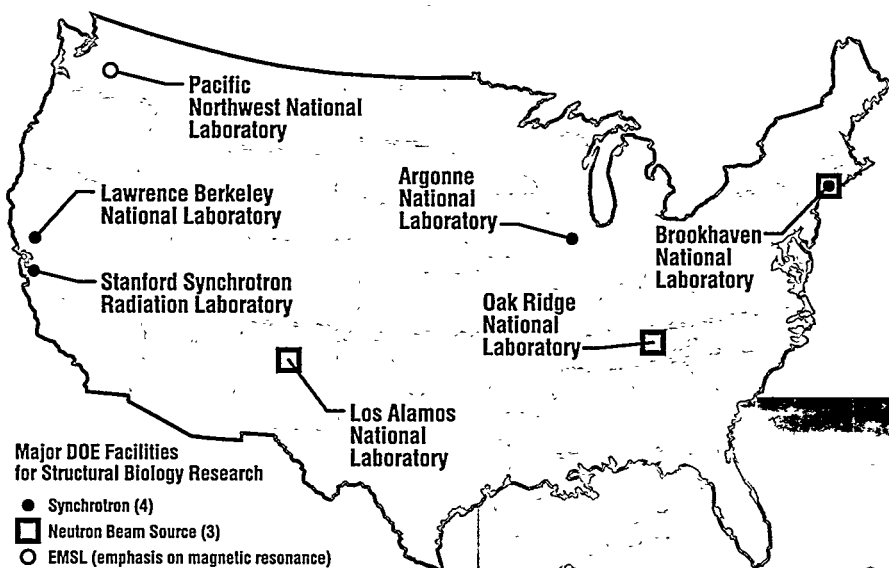 Pacific
Northwest National
Laboratory
Lawrence Berkeley
National Laboratory
Argonne
National
Laboratory
Brookhaven
National
Laboratory
Stanford Synchrotron
Radiation Laboratory
Oak Ridge
National
Laboratory
Los Alamos
National
Laboratory
Major DOE Facilities
for Structural Biology Research
Synchrotron (4)
Neutron Beam Source (3)
EMSL (emphasis on magnetic resonance)